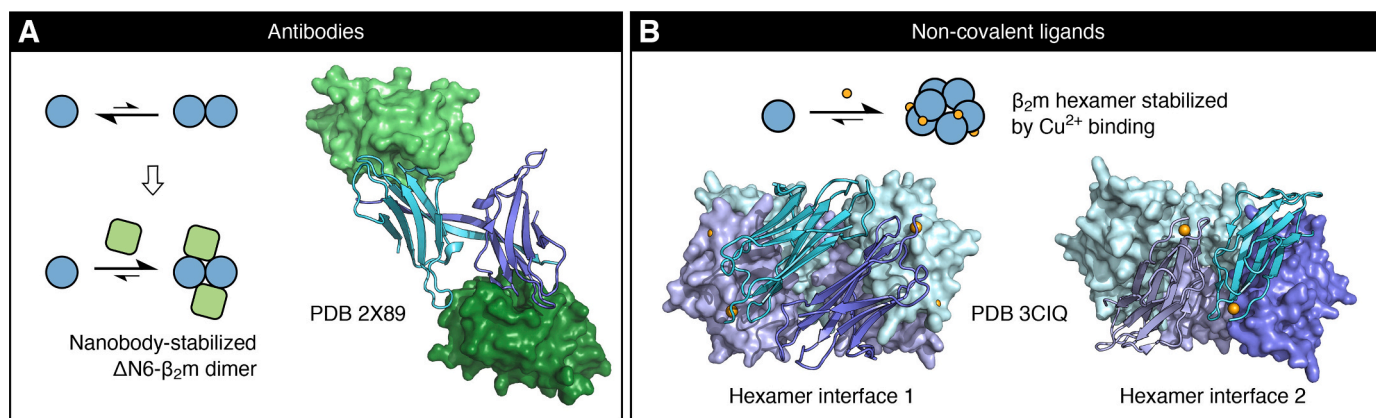 A
Antibodies
PDB 2X89
Nanobody-stabilized
ΔN6-β₂m dimer
B
Non-covalent ligands
β₂m hexamer stabilized
by Cu²⁺ binding
PDB 3CIQ
Hexamer interface 1
Hexamer interface 2